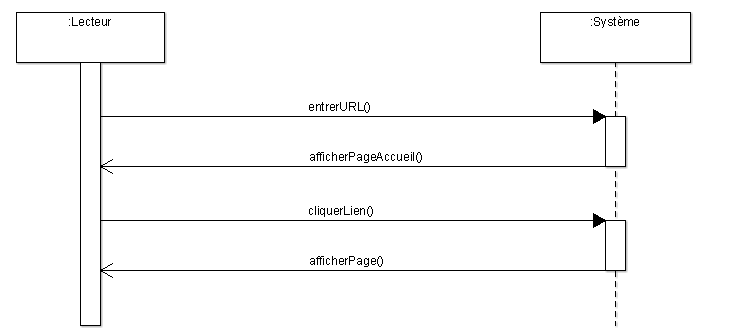 :Lecteur
:Système
entrerURL()
afficherPageAccueil()
cliquerLien()
afficherPage()